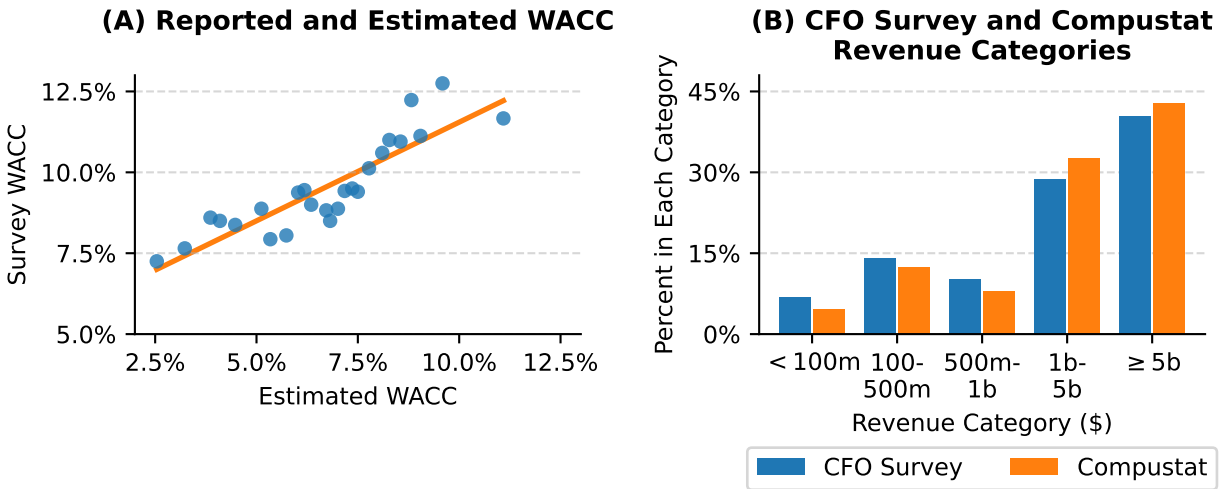 (A) Reported and Estimated WACC
12.5%
10.0%
7.5%
5.0%
Survey WACC
2.5% 5.0% 7.5% 10.0% 12.5%
Estimated WACC
(B) CFO Survey and Compustat
Revenue Categories
45%
30%
15%
0%
Percent in Each Category
< 100m 100- 500m- 1b- ≥ 5b
500m 1b 5b
Revenue Category ($)
CFO Survey Compustat